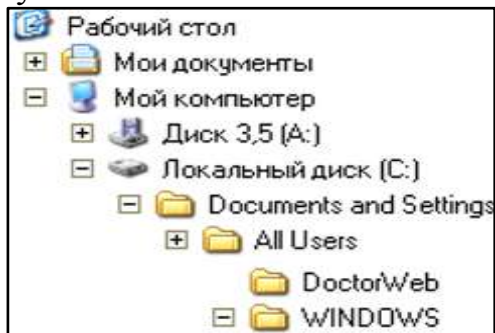 Рабочий стол
Мои документы
Мой компьютер
Диск 3,5 (A:)
Локальный диск (C:)
Documents and Settings
All Users
DoctorWeb
WINDOWS